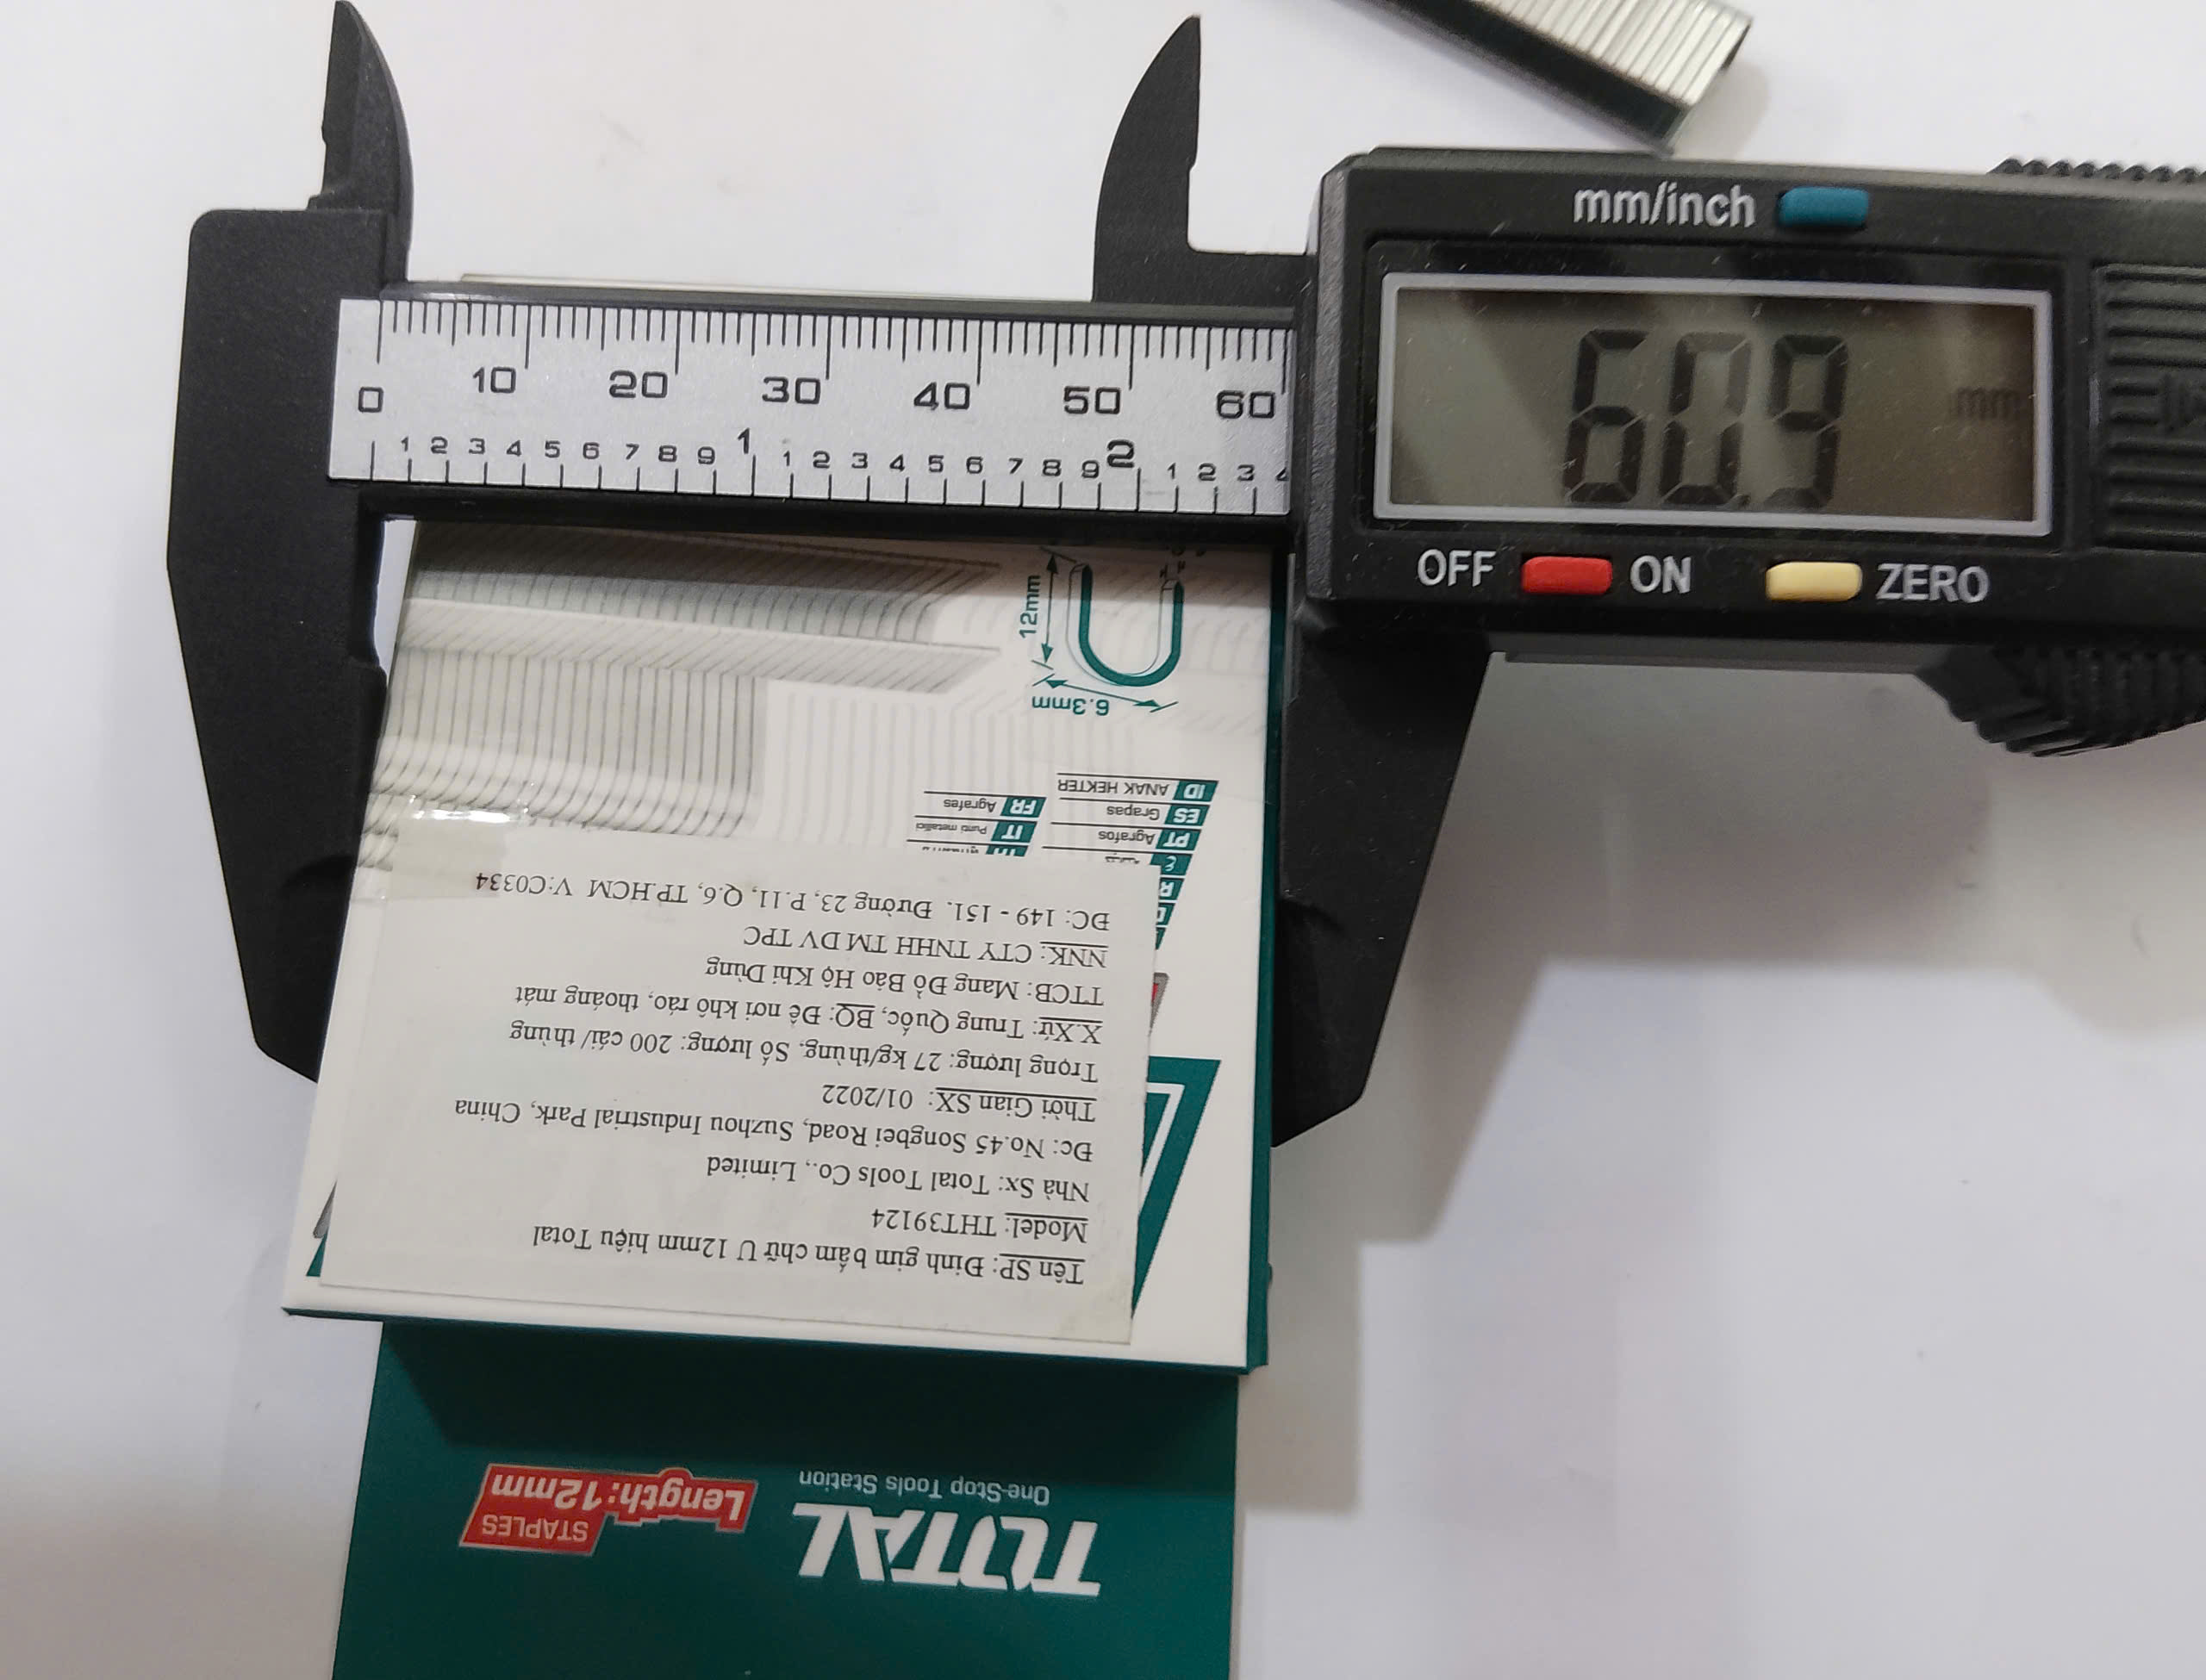 mm/inch
60.9 mm
OFF ON ZERO
0 10 20 30 40 50 60
1 2 3 4 5 6 7 8 9 1 1 2 3 4 5 6 7 8 9 2 1 2 3
Tên SP: Đinh gim bấm chữ U 12mm hiệu Total
Model: THT39124
Nhà Sx: Total Tools Co., Limited
Đc: No.45 Songbei Road, Suzhou Industrial Park, China
Thời Gian SX: 01/2022
Trọng lượng: 27 kg/thùng. Số lượng: 200 cái/ thùng
X.Xứ: Trung Quốc, BQ: Để nơi khô ráo, thoáng mát
TTCB: Mang Đồ Bảo Hộ Khi Dùng
NNK: CTY TNHH TM DV TPC
ĐC: 149 - 151. Đường 23, P.11, Q.6, TP.HCM V:C0334
PT Agrafos
IT Punti metallici
ES Grapas
FR Agrafes
ID ANAK HEKTER
6.3mm
12mm
TOTAL
One-Stop Tools Station
STAPLES
Length:12mm